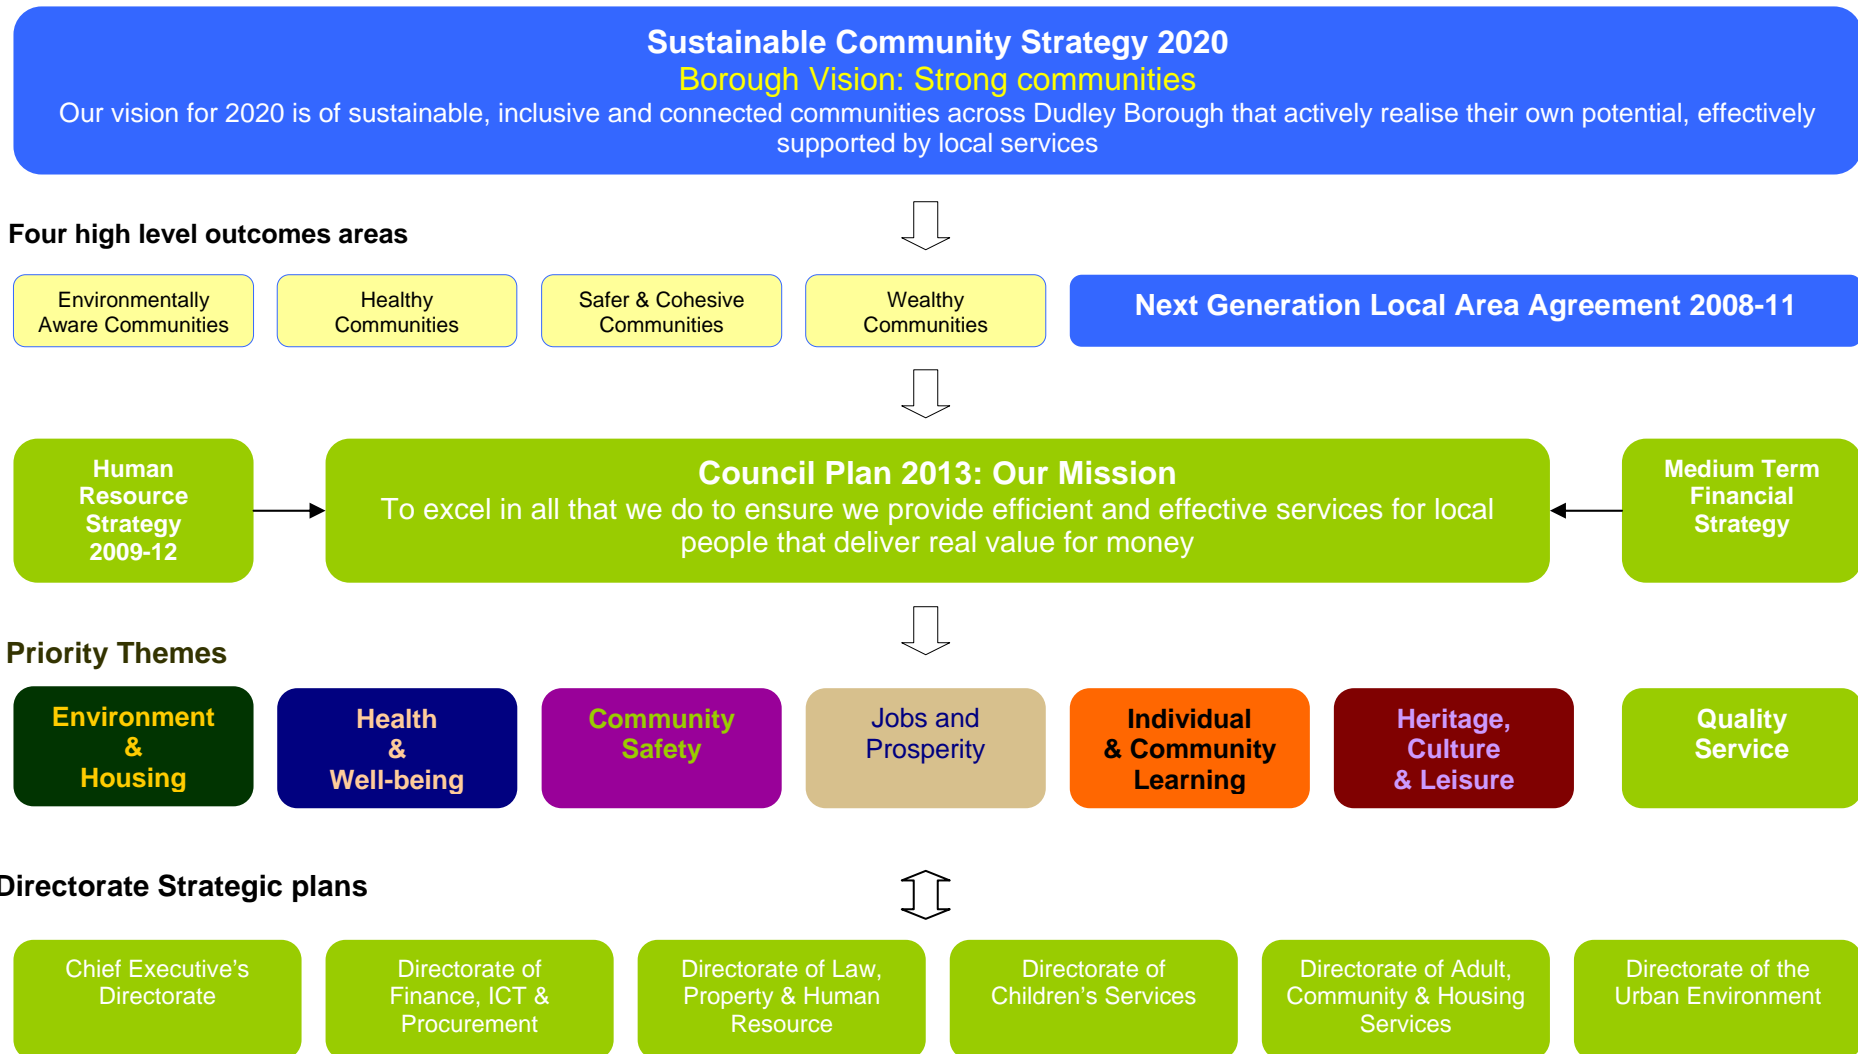 Sustainable Community Strategy 2020
Borough Vision: Strong communities
Our vision for 2020 is of sustainable, inclusive and connected communities across Dudley Borough that actively realise their own potential, effectively
supported by local services
Four high level outcomes areas
Environmentally
Aware Communities
Healthy
Communities
Safer & Cohesive
Communities
Wealthy
Communities
Next Generation Local Area Agreement 2008-11
Human
Resource
Strategy
2009-12
Council Plan 2013: Our Mission
To excel in all that we do to ensure we provide efficient and effective services for local
people that deliver real value for money
Medium Term
Financial
Strategy
Priority Themes
Environment
&
Housing
Health
&
Well-being
Community
Safety
Jobs and
Prosperity
Individual
& Community
Learning
Heritage,
Culture
& Leisure
Quality
Service
Directorate Strategic plans
Chief Executive's
Directorate
Directorate of
Finance, ICT &
Procurement
Directorate of Law,
Property & Human
Resource
Directorate of
Children's Services
Directorate of Adult,
Community & Housing
Services
Directorate of the
Urban Environment